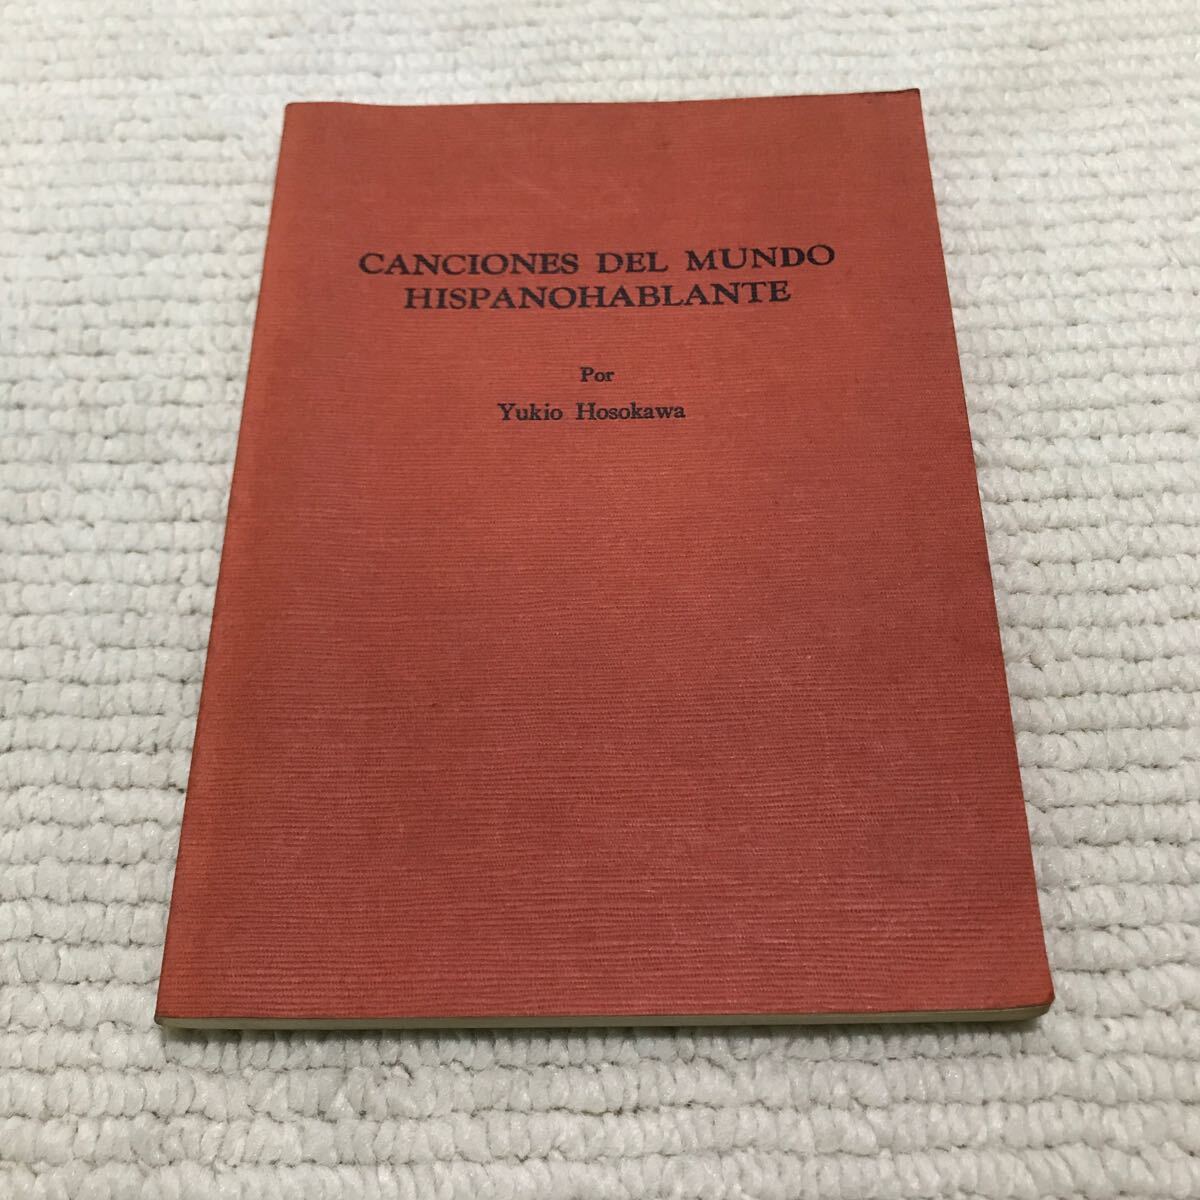 CANCIONES DEL MUNDO
HISPANOHABLANTE
Por
Yukio Hosokawa